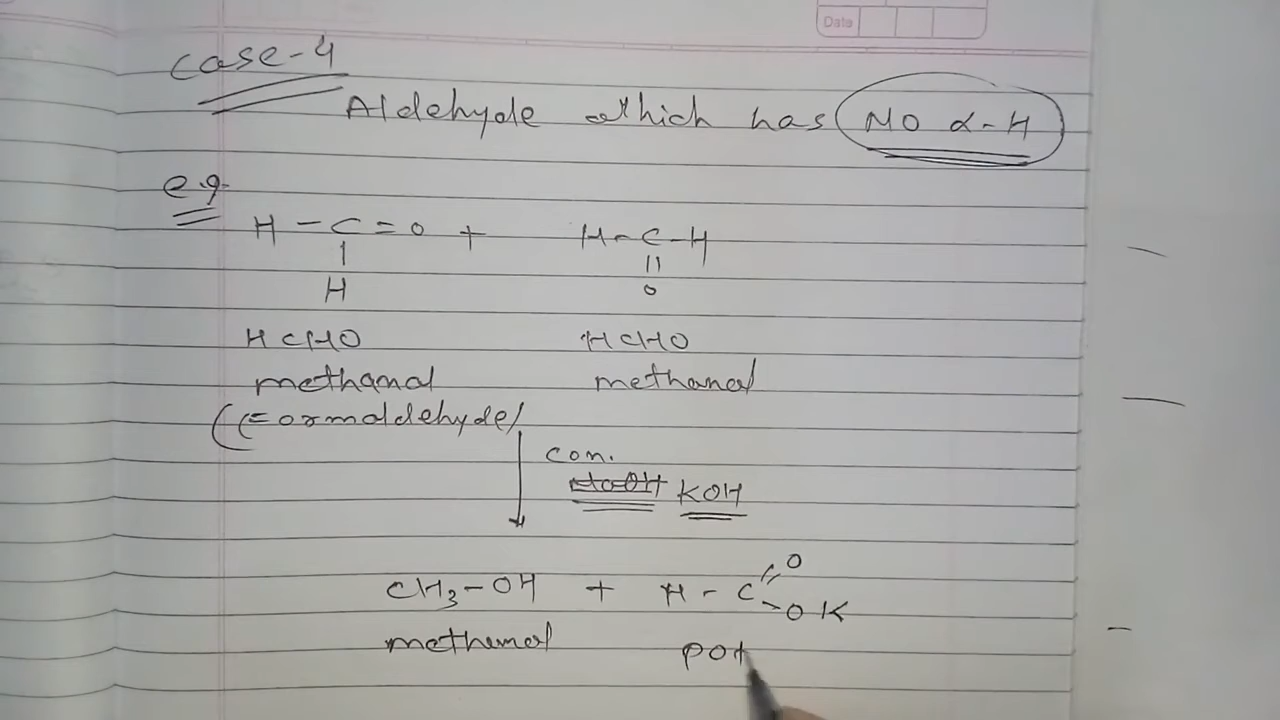 Date
Case-4
Aldehyde which has NO α-H
e.g.
H-C=O + H-C-H
| ||
H O
HCHO HCHO
methanal methanal
(Formaldehyde)
con.
NaOH KOH
CH3-OH + H-C=O
-OK
methanol pot